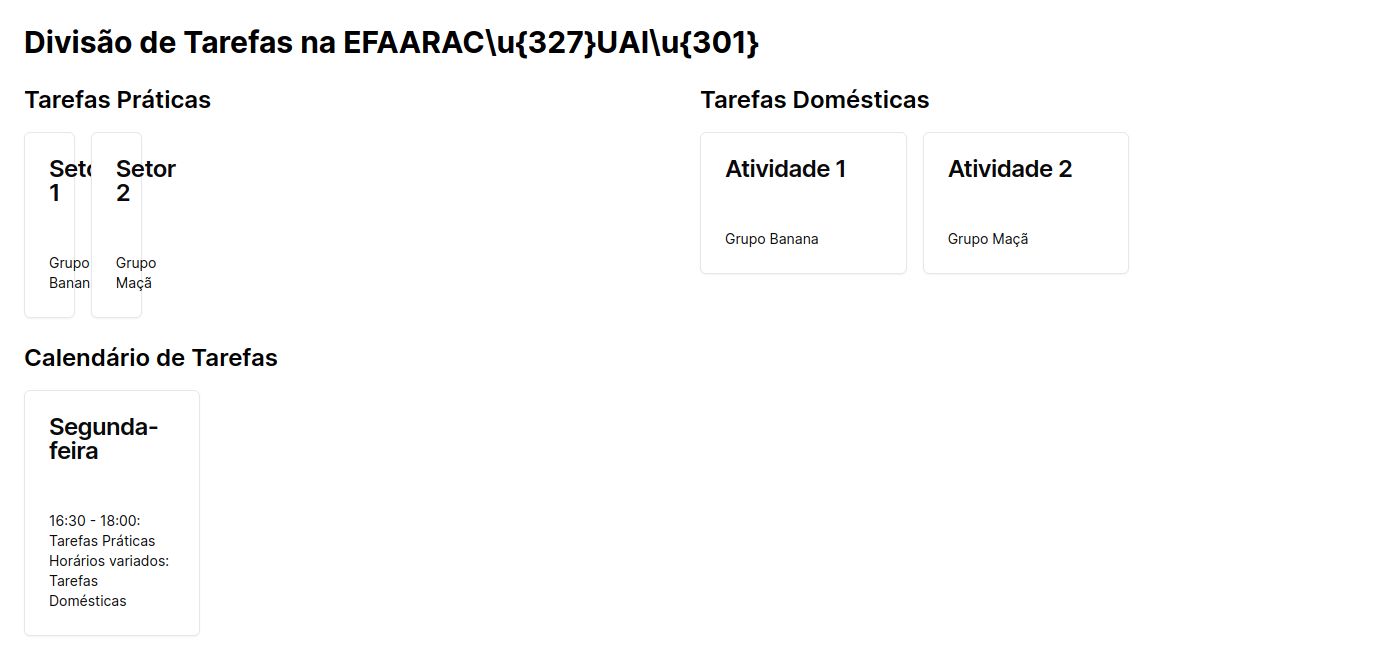 Divisão de Tarefas na EFAARAC\u{327}UAI\u{301}
Tarefas Práticas
Seto
1
Grupo
Banan
Setor
2
Grupo
Maçã
Tarefas Domésticas
Atividade 1
Grupo Banana
Atividade 2
Grupo Maçã
Calendário de Tarefas
Segunda-
feira
16:30 - 18:00:
Tarefas Práticas
Horários variados:
Tarefas
Domésticas